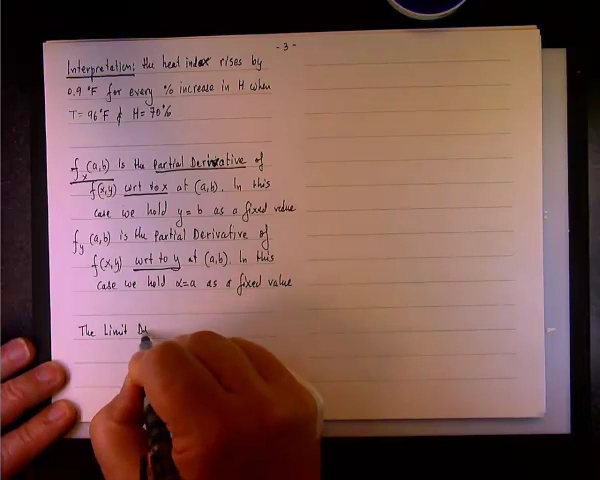 - 3 -
Interpretation: the heat index rises by
0.9 °F for every % increase in H when
T = 96°F & H = 70%
f_x (a,b) is the partial Derivative of
f(x,y) wrt to x at (a,b). In this
case we hold y = b as a fixed value
f_y (a,b) is the partial Derivative of
f(x,y) wrt to y at (a,b). In this
case we hold x=a as a fixed value
The Limit De